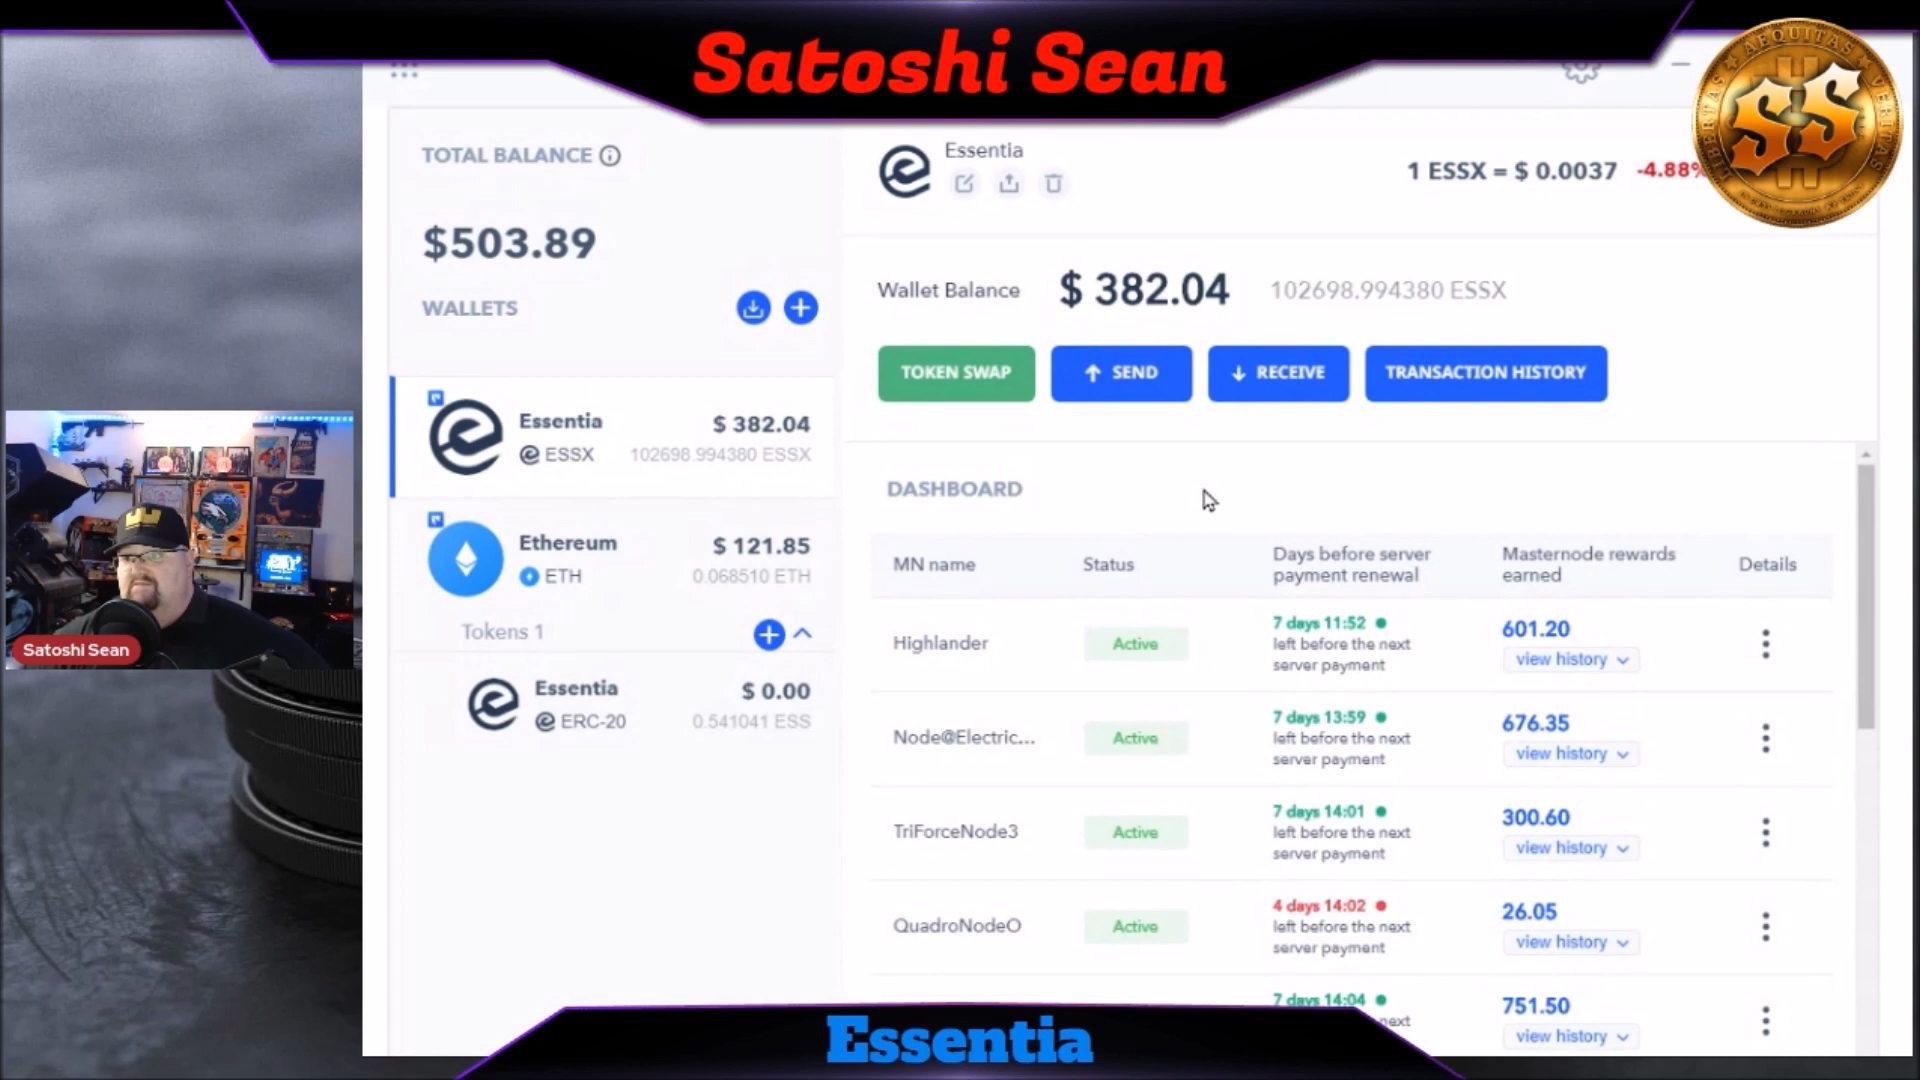 Satoshi Sean
AEQUITAS
LIBERTAS
VERITAS
SS
TOTAL BALANCE
$503.89
WALLETS
Essentia
$ 382.04
ESSX
102698.994380 ESSX
Ethereum
$ 121.85
ETH
0.068510 ETH
Tokens 1
Essentia
$ 0.00
ERC-20
0.541041 ESS
Essentia
1 ESSX = $ 0.0037 -4.88%
Wallet Balance $ 382.04 102698.994380 ESSX
TOKEN SWAP
SEND
RECEIVE
TRANSACTION HISTORY
DASHBOARD
MN name
Status
Days before server
payment renewal
Masternode rewards
earned
Details
Highlander
Active
7 days 11:52
left before the next
server payment
601.20
view history
Node@Electric...
Active
7 days 13:59
left before the next
server payment
676.35
view history
TriForceNode3
Active
7 days 14:01
left before the next
server payment
300.60
view history
QuadroNodeO
Active
4 days 14:02
left before the next
server payment
26.05
view history
7 days 14:04
next
751.50
view history
Satoshi Sean
Essentia